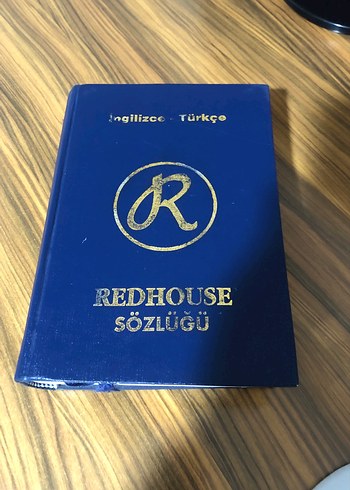 İngilizce - Türkçe
R
REDHOUSE
SÖZLÜĞÜ